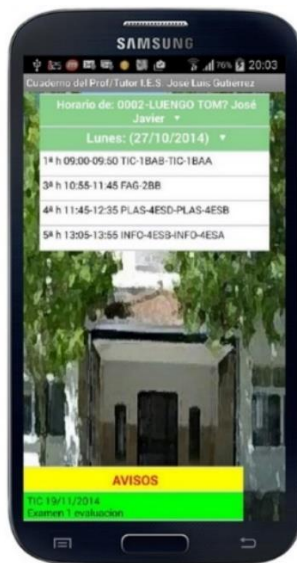 SAMSUNG
76% 20:03
Cuaderno del Prof/Tutor I.E.S. Jose Luis Gutierrez
Horario de: 0002-LUENGO TOM? José
Javier
Lunes: (27/10/2014)
1ª h 09:00-09:50 TIC-1BAB-TIC-1BAA
3ª h 10:55-11:45 FAG-2BB
4ª h 11:45-12:35 PLAS-4ESD-PLAS-4ESB
5ª h 13:05-13:55 INFO-4ESB-INFO-4ESA
AVISOS
TIC 19/11/2014
Examen 1 evaluacion